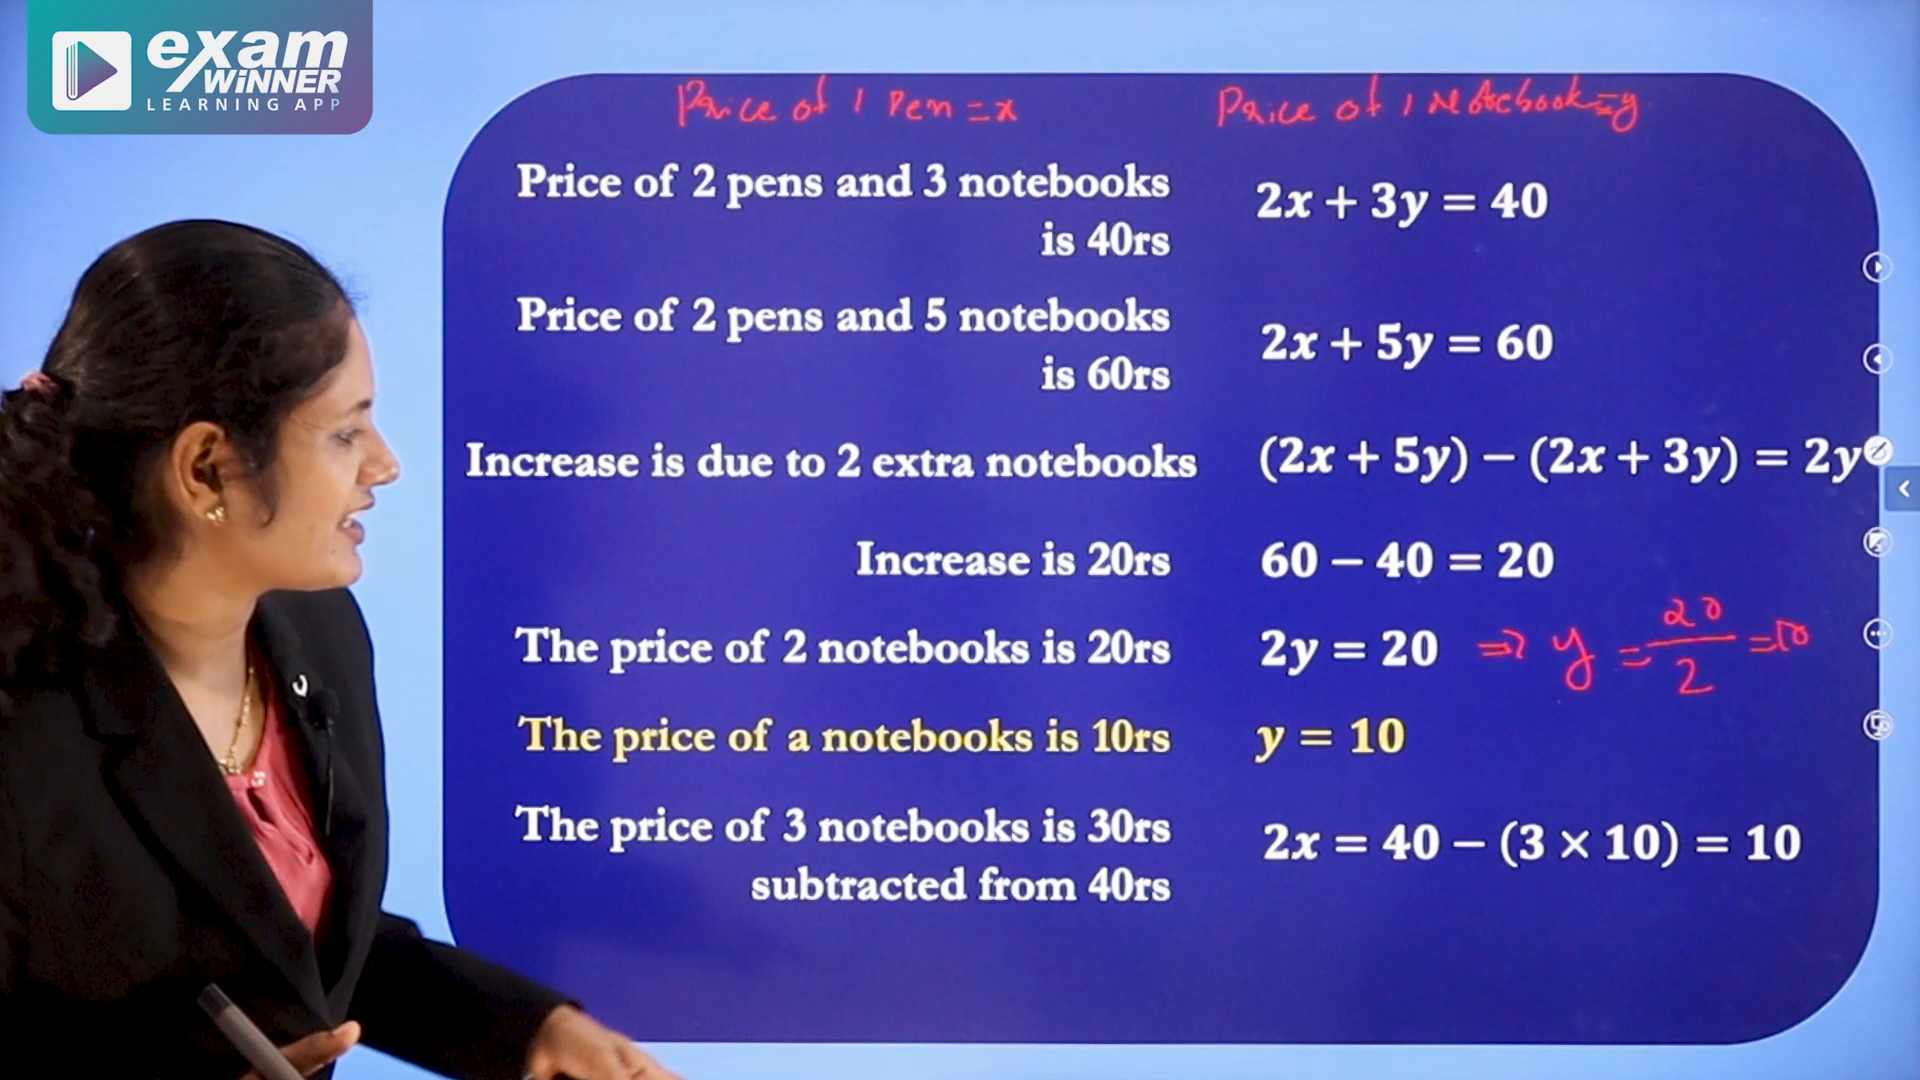 exam
WINNER
LEARNING APP
Price of 1 Pen = x
Price of 1 Notebook = y
Price of 2 pens and 3 notebooks
is 40rs
2x + 3y = 40
Price of 2 pens and 5 notebooks
is 60rs
2x + 5y = 60
Increase is due to 2 extra notebooks
(2x + 5y) − (2x + 3y) = 2y
Increase is 20rs
60 − 40 = 20
The price of 2 notebooks is 20rs
2y = 20 ⇒ y = 20/2 = 10
The price of a notebooks is 10rs
y = 10
The price of 3 notebooks is 30rs
subtracted from 40rs
2x = 40 − (3 × 10) = 10